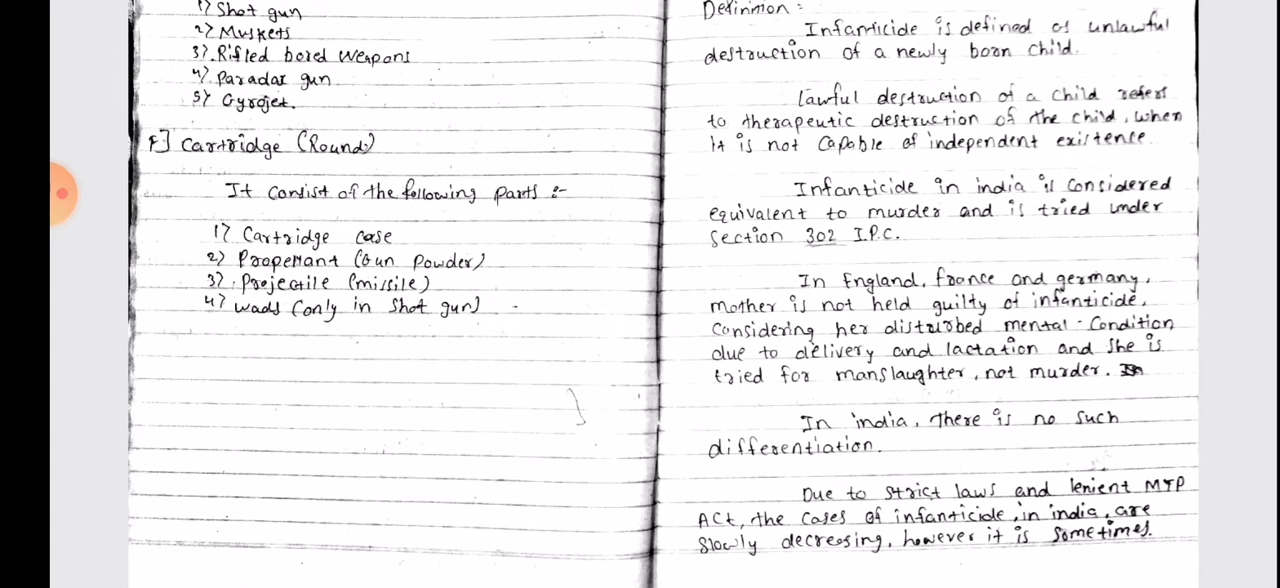 1) Shot gun
2) Muskets
3) Rifled bored weapons
4) Paradax gun
5) Gyrojet.
F] Cartridge (Round)
It consist of the following parts :-
1) Cartridge case
2) Propellant (Gun Powder)
3) Projectile (missile)
4) wads (only in shot gun)
Definition :
Infanticide is defined as unlawful
destruction of a newly born child.
Lawful destruction of a child refers
to therapeutic destruction of the child, when
it is not capable of independent existence
Infanticide in india is considered
equivalent to murder and is tried under
Section 302 I.P.C.
In England, france and germany,
mother is not held guilty of infanticide,
Considering her disturbed mental condition
due to delivery and lactation and she is
tried for manslaughter, not murder.
In india, there is no such
differentiation.
Due to strict laws and lenient MTP
ACt, the cases of infanticide, in india, are
slowly decreesing, however it is sometimes.